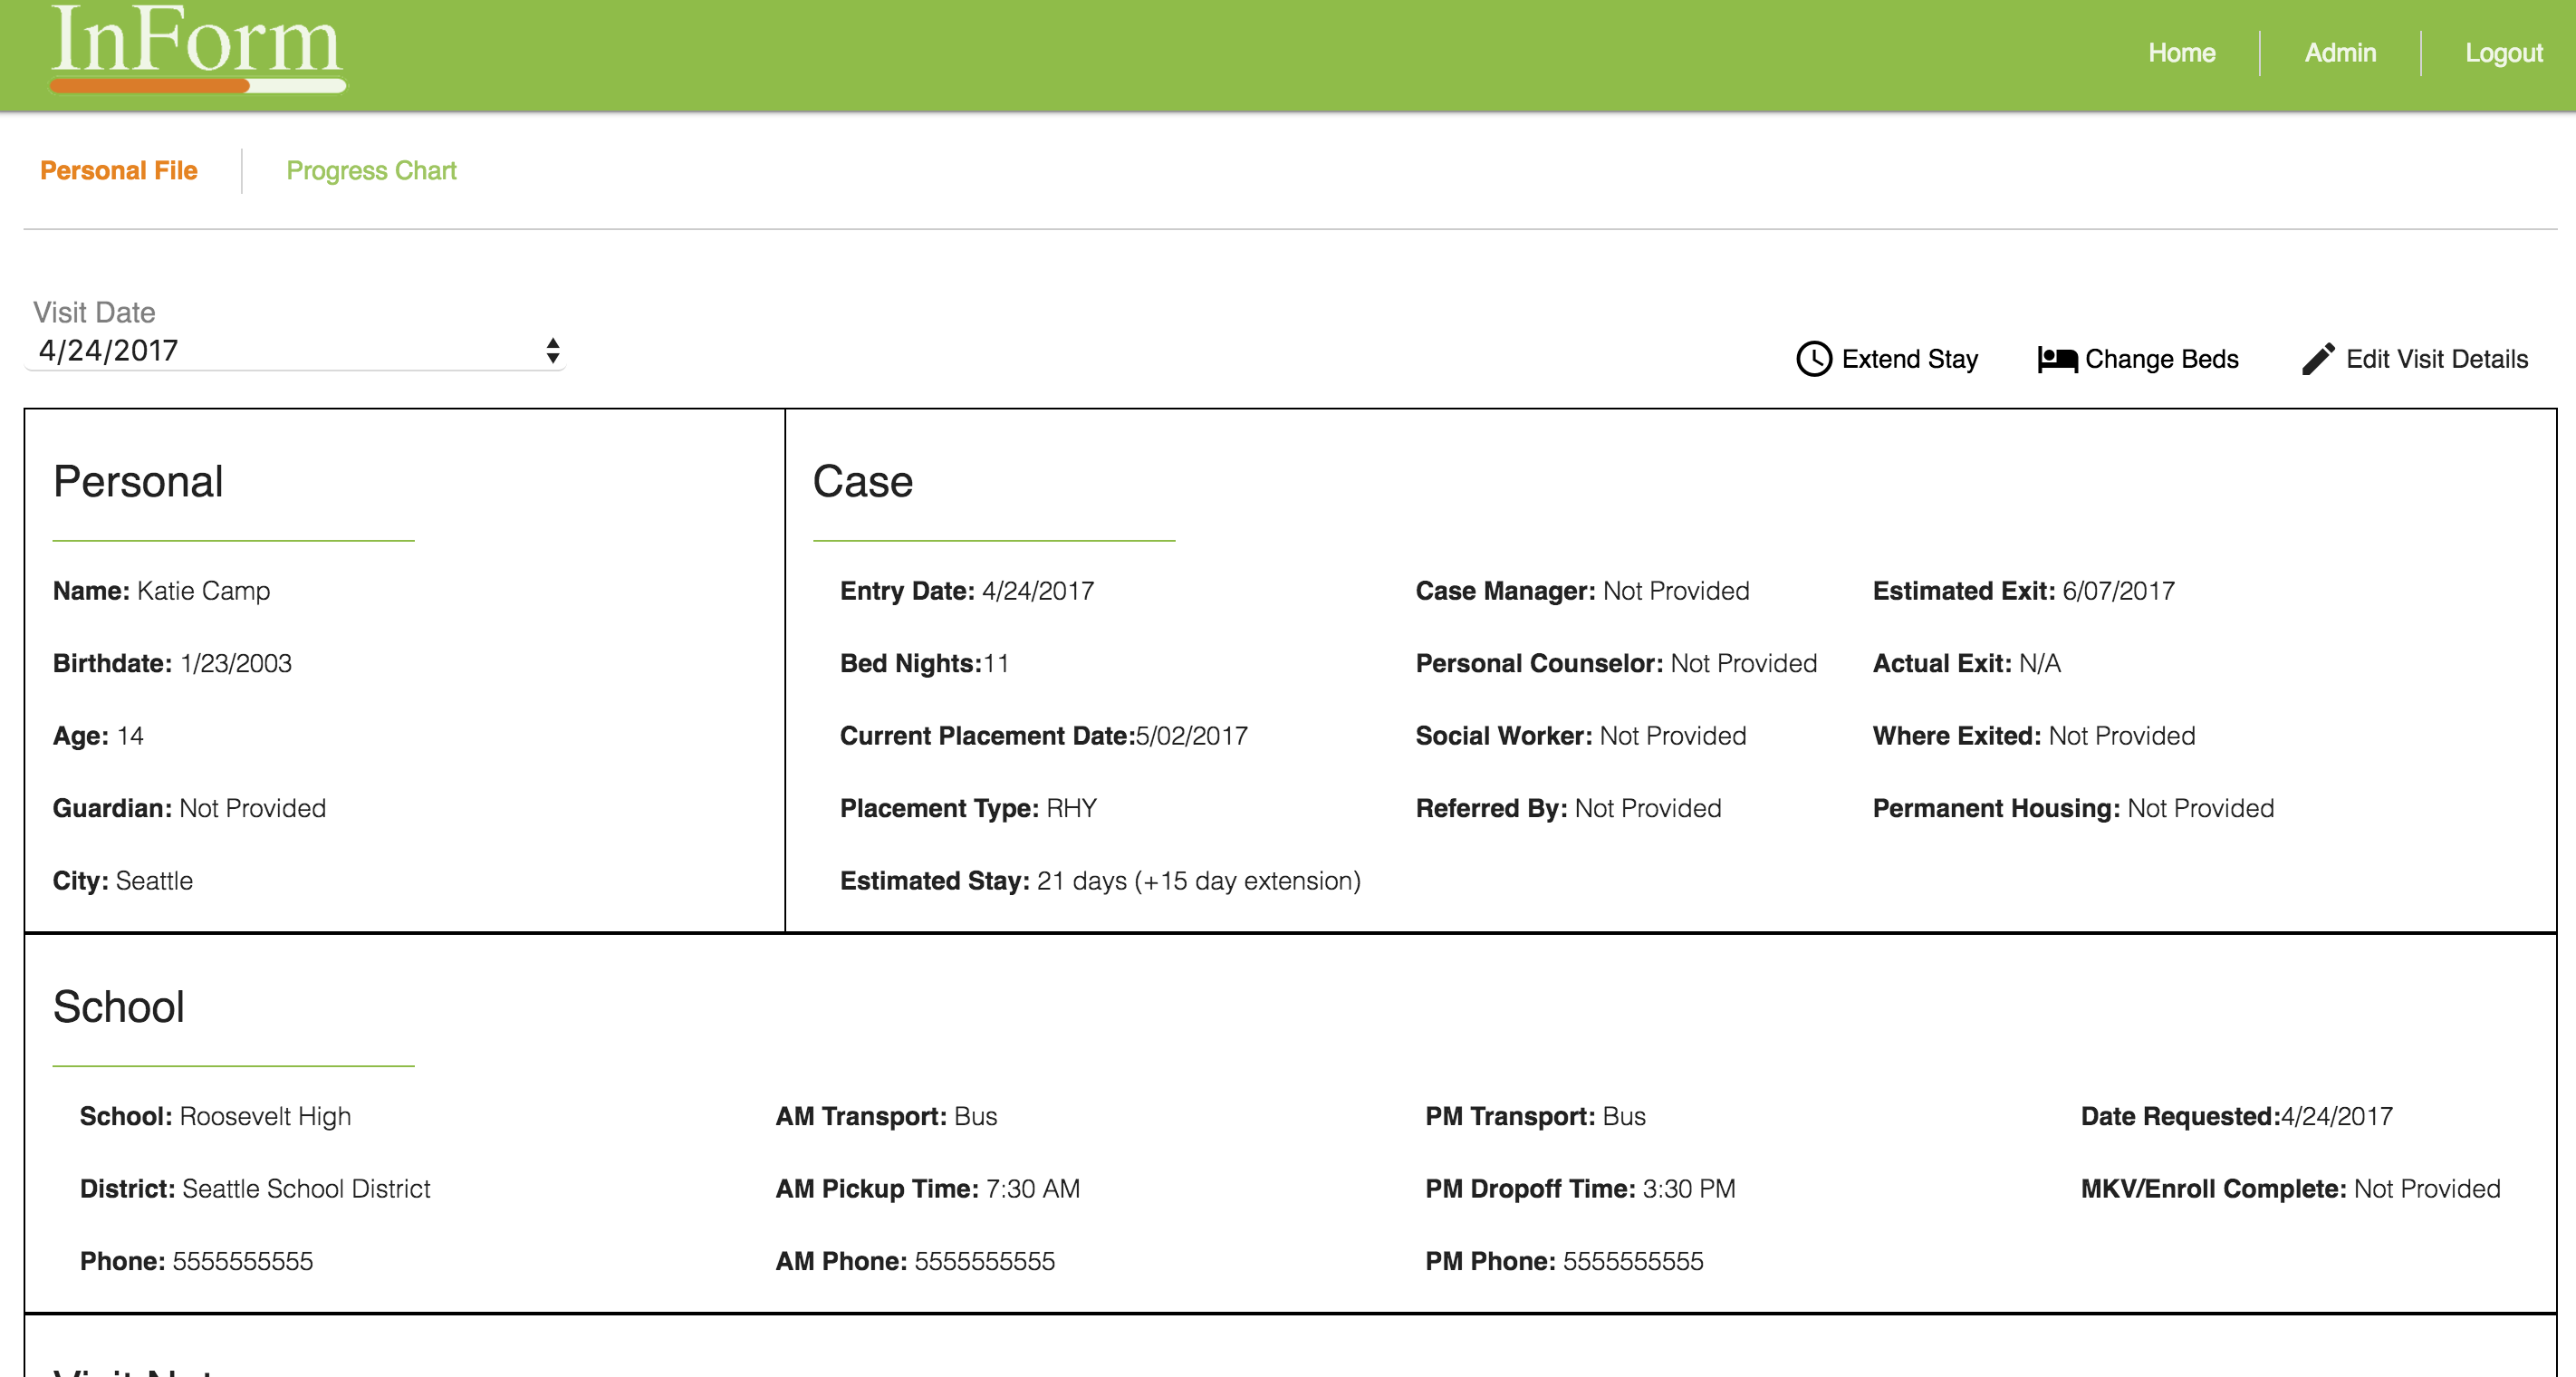 InForm
Home Admin Logout
Personal File Progress Chart
Visit Date
4/24/2017
Extend Stay Change Beds Edit Visit Details
Personal
Name: Katie Camp
Birthdate: 1/23/2003
Age: 14
Guardian: Not Provided
City: Seattle
Case
Entry Date: 4/24/2017
Bed Nights:11
Current Placement Date:5/02/2017
Placement Type: RHY
Estimated Stay: 21 days (+15 day extension)
Case Manager: Not Provided
Personal Counselor: Not Provided
Social Worker: Not Provided
Referred By: Not Provided
Estimated Exit: 6/07/2017
Actual Exit: N/A
Where Exited: Not Provided
Permanent Housing: Not Provided
School
School: Roosevelt High
District: Seattle School District
Phone: 5555555555
AM Transport: Bus
AM Pickup Time: 7:30 AM
AM Phone: 5555555555
PM Transport: Bus
PM Dropoff Time: 3:30 PM
PM Phone: 5555555555
Date Requested:4/24/2017
MKV/Enroll Complete: Not Provided